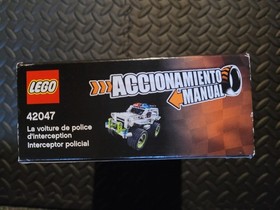 LEGO
ACCIONAMIENTO
MANUAL
42047
La voiture de police
d'interception
Interceptor policial